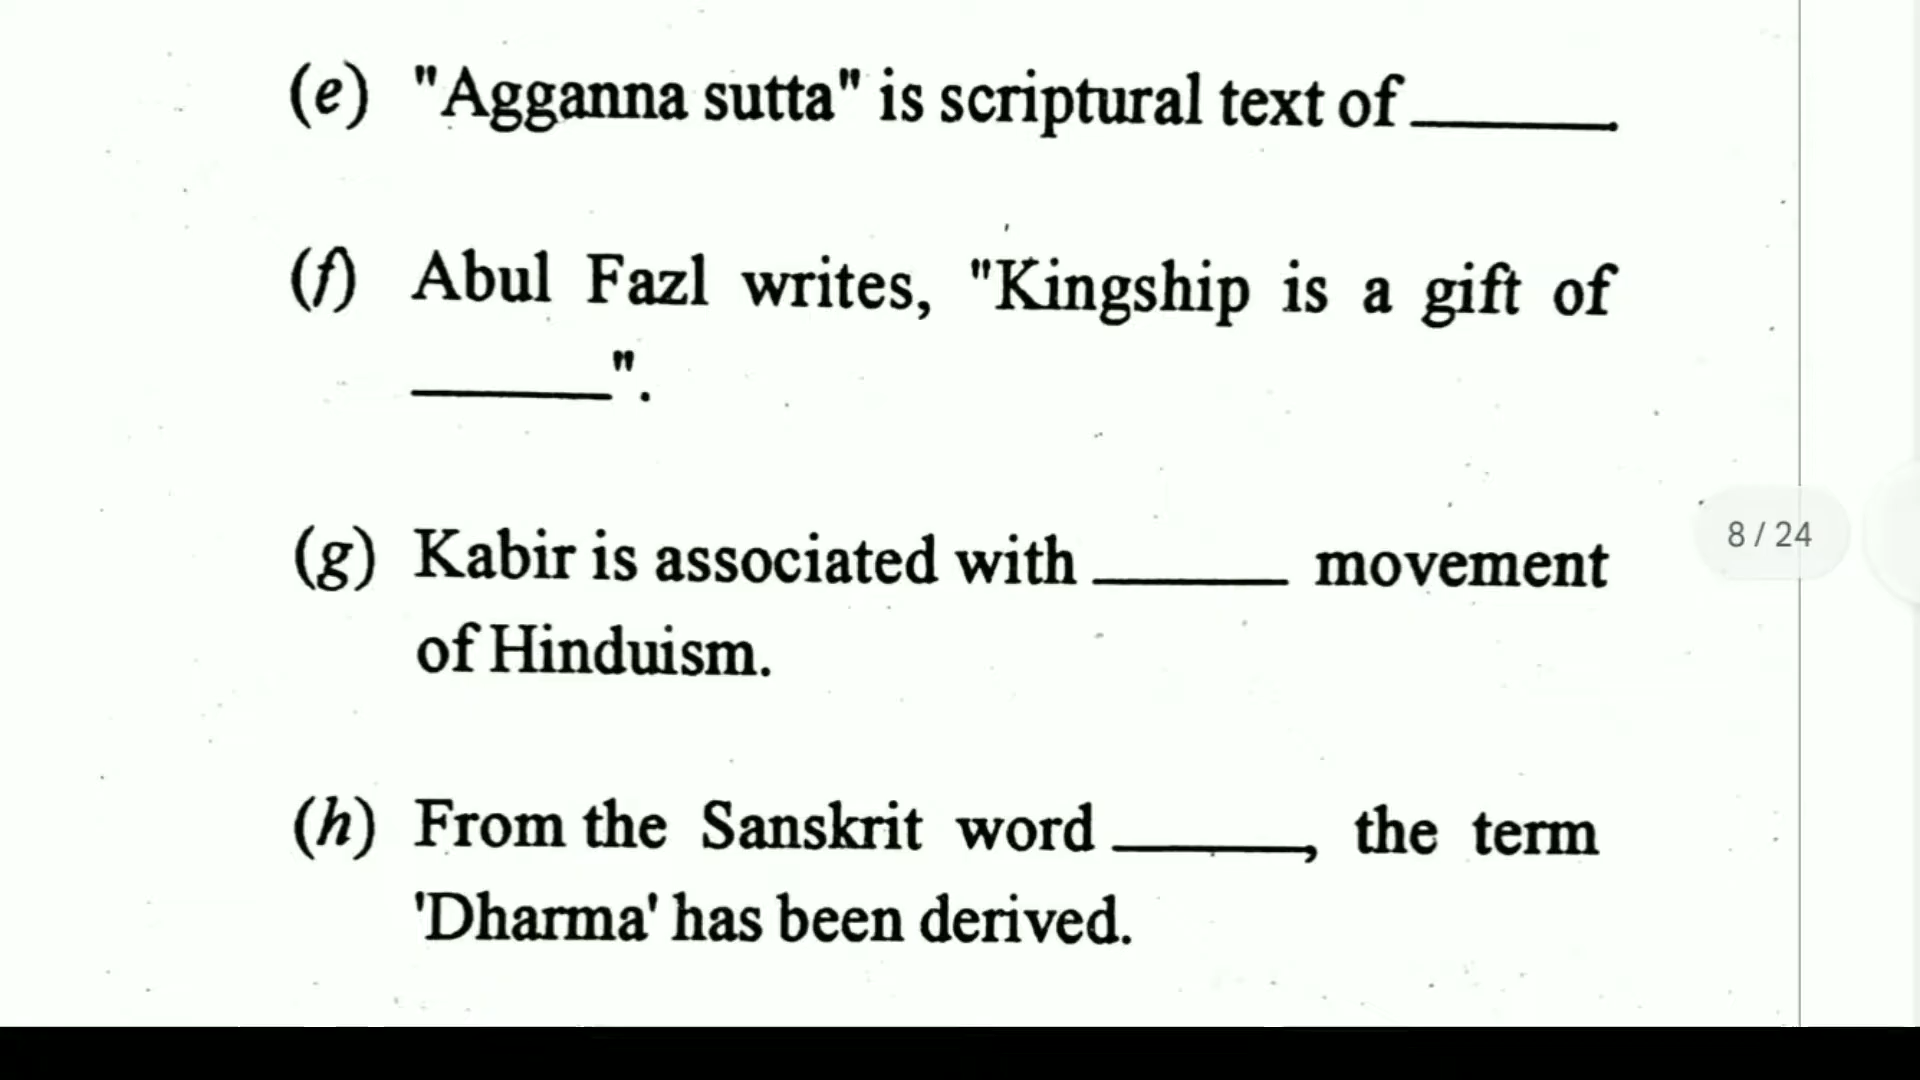 (e) "Agganna sutta" is scriptural text of ______.
(f) Abul Fazl writes, "Kingship is a gift of
______".
(g) Kabir is associated with ______ movement
of Hinduism.
(h) From the Sanskrit word ______, the term
'Dharma' has been derived.
8 / 24